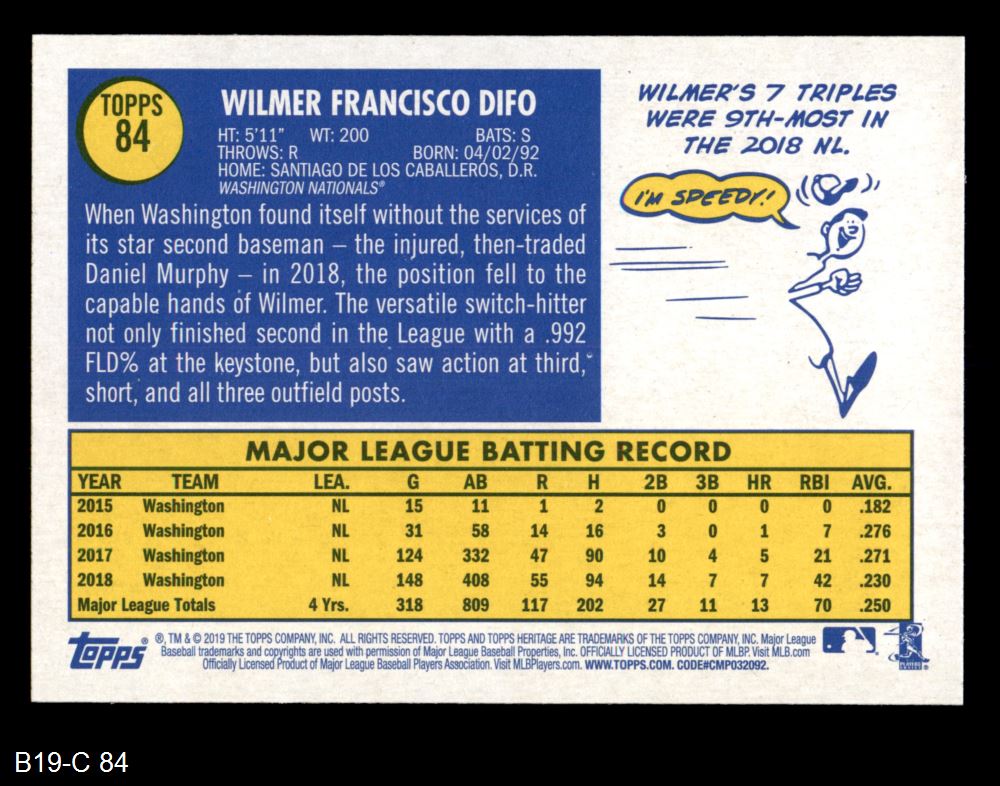 TOPPS
84
WILMER FRANCISCO DIFO
HT: 5'11" WT: 200 BATS: S
THROWS: R BORN: 04/02/92
HOME: SANTIAGO DE LOS CABALLEROS, D.R.
WASHINGTON NATIONALS®
When Washington found itself without the services of
its star second baseman – the injured, then-traded
Daniel Murphy – in 2018, the position fell to the
capable hands of Wilmer. The versatile switch-hitter
not only finished second in the League with a .992
FLD% at the keystone, but also saw action at third,
short, and all three outfield posts.
WILMER'S 7 TRIPLES
WERE 9TH-MOST IN
THE 2018 NL.
I'M SPEEDY!
MAJOR LEAGUE BATTING RECORD
YEAR TEAM LEA. G AB R H 2B 3B HR RBI AVG.
2015 Washington NL 15 11 1 2 0 0 0 0 .182
2016 Washington NL 31 58 14 16 3 0 1 7 .276
2017 Washington NL 124 332 47 90 10 4 5 21 .271
2018 Washington NL 148 408 55 94 14 7 7 42 .230
Major League Totals 4 Yrs. 318 809 117 202 27 11 13 70 .250
Topps®
®, TM & © 2019 THE TOPPS COMPANY, INC. ALL RIGHTS RESERVED. TOPPS AND TOPPS HERITAGE ARE TRADEMARKS OF THE TOPPS COMPANY, INC. Major League
Baseball trademarks and copyrights are used with permission of Major League Baseball Properties, Inc. OFFICIALLY LICENSED PRODUCT OF MLBP. Visit MLB.com
Officially Licensed Product of Major League Baseball Players Association. Visit MLBPlayers.com. WWW.TOPPS.COM. CODE#CMP032092.
B19-C 84